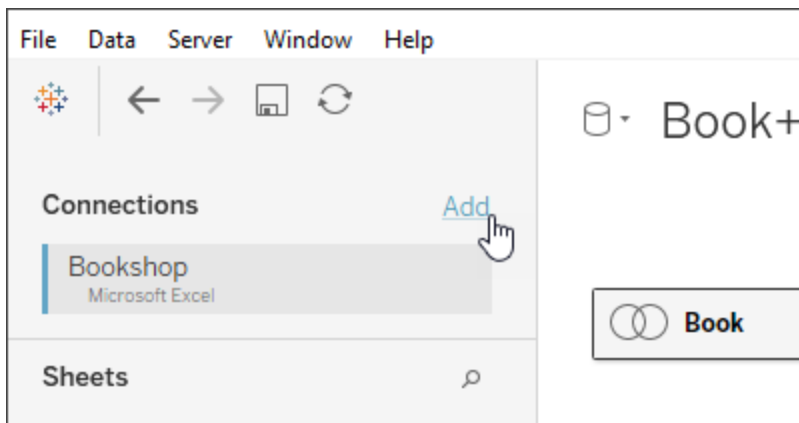 File Data Server Window Help
Book+
Connections Add
Bookshop
Microsoft Excel
Book
Sheets